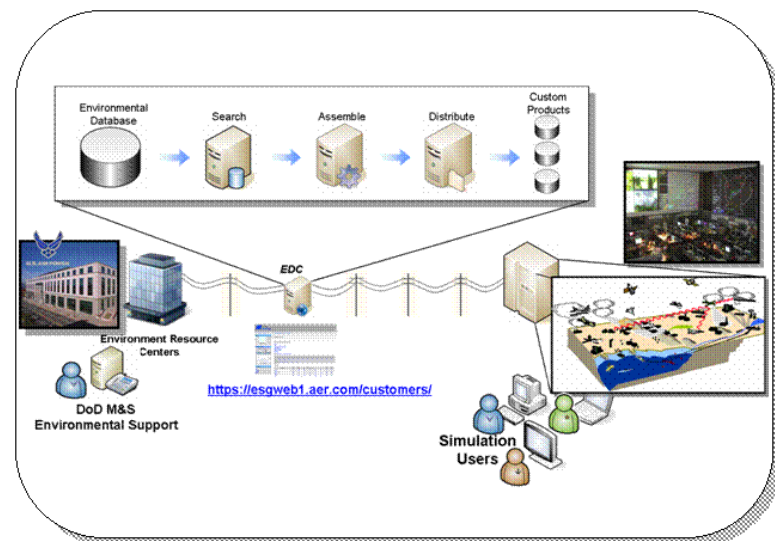 Environmental
Database
Search
Assemble
Distribute
Custom
Products
EDC
Environment Resource
Centers
https://esgweb1.aer.com/customers/
DoD M&S
Environmental Support
Simulation
Users